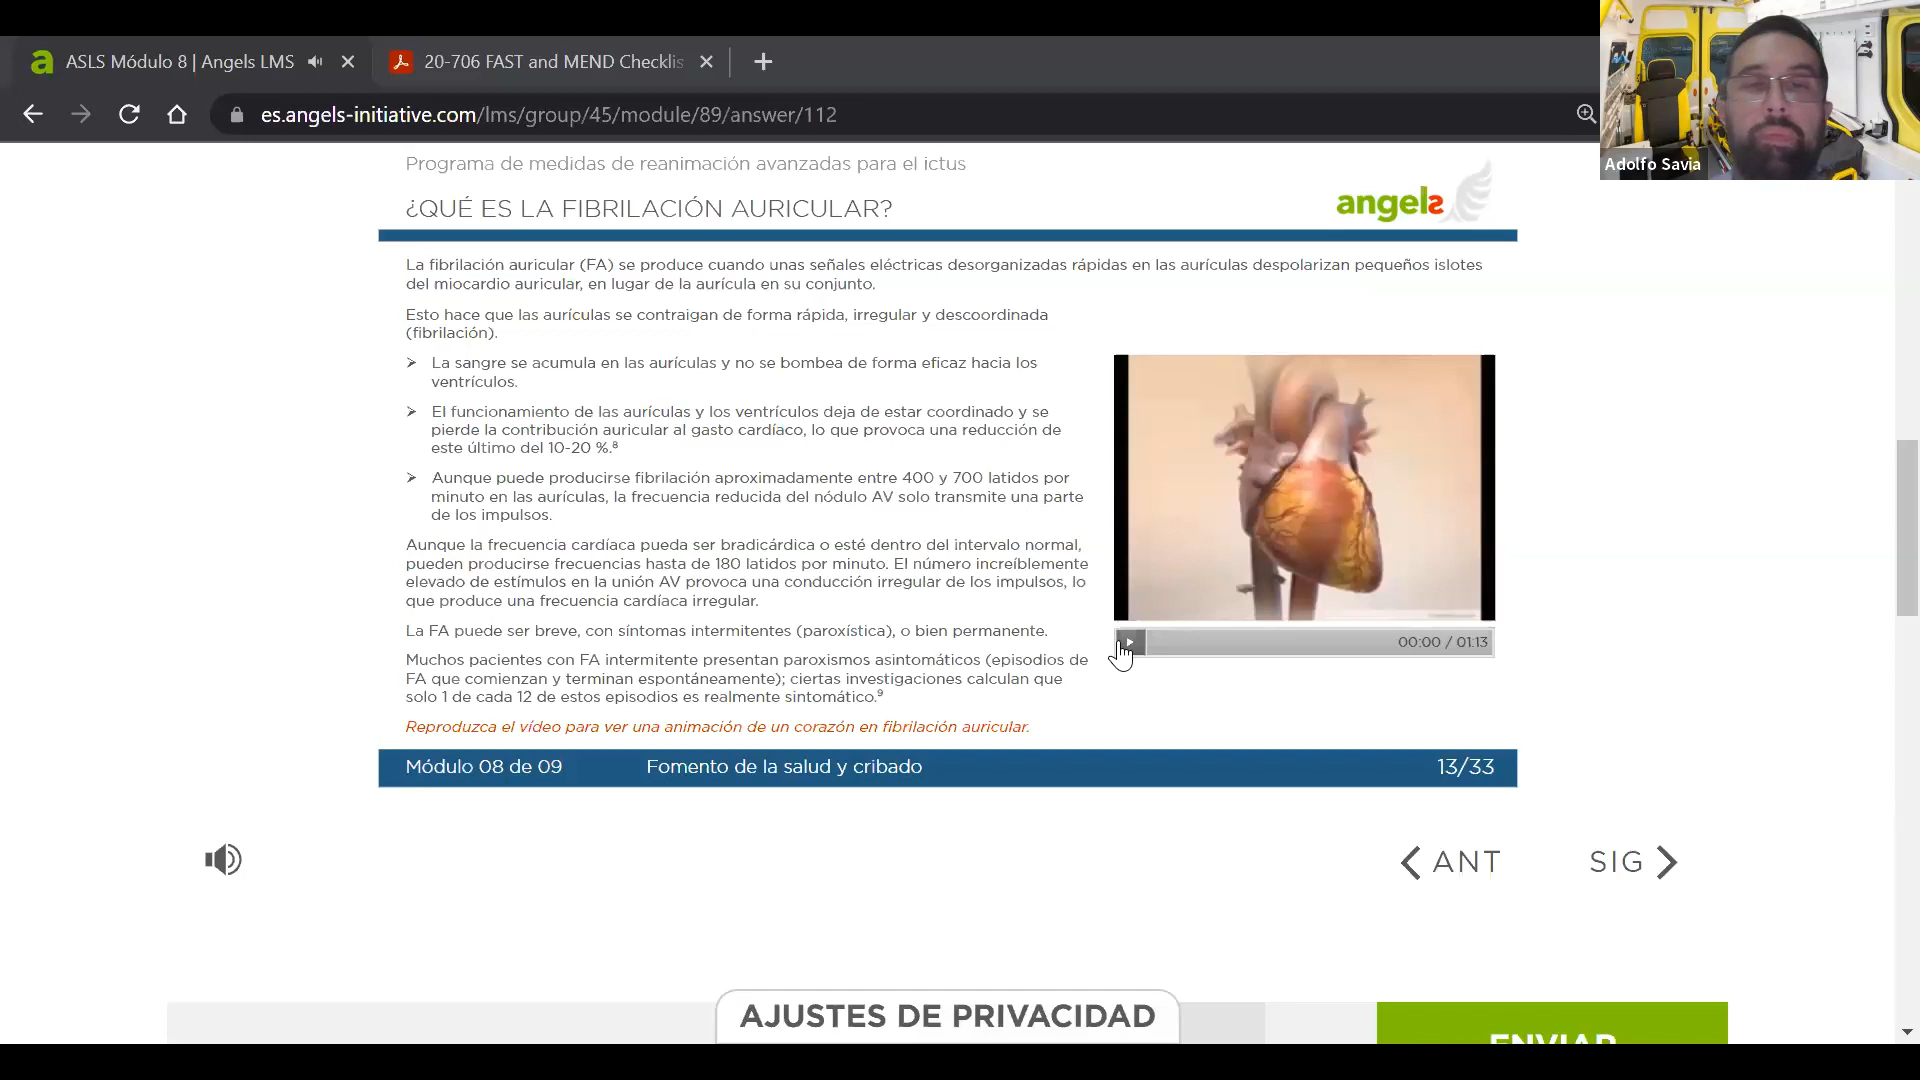 ASLS Módulo 8 | Angels LMS
20-706 FAST and MEND Checklis
es.angels-initiative.com/lms/group/45/module/89/answer/112
Adolfo Savia
Programa de medidas de reanimación avanzadas para el ictus
¿QUÉ ES LA FIBRILACIÓN AURICULAR?
angels
La fibrilación auricular (FA) se produce cuando unas señales eléctricas desorganizadas rápidas en las aurículas despolarizan pequeños islotes
del miocardio auricular, en lugar de la aurícula en su conjunto.
Esto hace que las aurículas se contraigan de forma rápida, irregular y descoordinada
(fibrilación).
➢ La sangre se acumula en las aurículas y no se bombea de forma eficaz hacia los
ventrículos.
➢ El funcionamiento de las aurículas y los ventrículos deja de estar coordinado y se
pierde la contribución auricular al gasto cardíaco, lo que provoca una reducción de
este último del 10-20 %.⁸
➢ Aunque puede producirse fibrilación aproximadamente entre 400 y 700 latidos por
minuto en las aurículas, la frecuencia reducida del nódulo AV solo transmite una parte
de los impulsos.
Aunque la frecuencia cardíaca pueda ser bradicárdica o esté dentro del intervalo normal,
pueden producirse frecuencias hasta de 180 latidos por minuto. El número increíblemente
elevado de estímulos en la unión AV provoca una conducción irregular de los impulsos, lo
que produce una frecuencia cardíaca irregular.
La FA puede ser breve, con síntomas intermitentes (paroxística), o bien permanente.
Muchos pacientes con FA intermitente presentan paroxismos asintomáticos (episodios de
FA que comienzan y terminan espontáneamente); ciertas investigaciones calculan que
solo 1 de cada 12 de estos episodios es realmente sintomático.⁹
Reproduzca el vídeo para ver una animación de un corazón en fibrilación auricular.
00:00 / 01:13
Módulo 08 de 09 Fomento de la salud y cribado 13/33
ANT SIG
AJUSTES DE PRIVACIDAD
ENVIAR